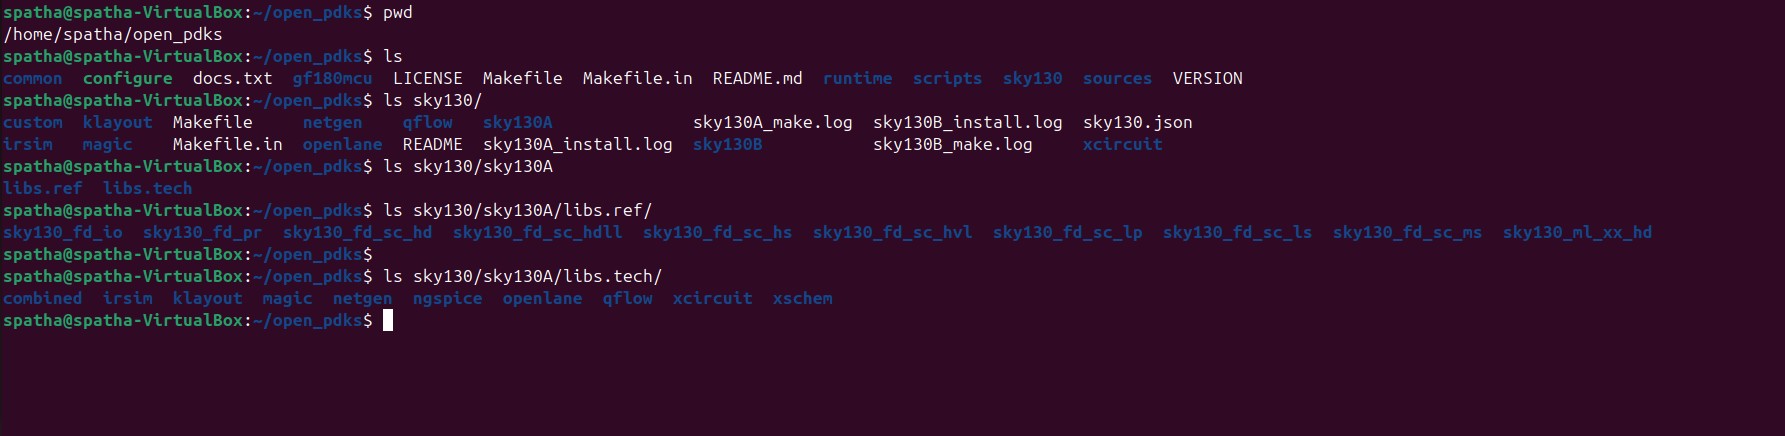 spatha@spatha-VirtualBox:~/open_pdks$ pwd
/home/spatha/open_pdks
spatha@spatha-VirtualBox:~/open_pdks$ ls
common  configure  docs.txt  gf180mcu  LICENSE  Makefile  Makefile.in  README.md  runtime  scripts  sky130  sources  VERSION
spatha@spatha-VirtualBox:~/open_pdks$ ls sky130/
custom  klayout  Makefile     netgen    qflow   sky130A              sky130A_make.log  sky130B_install.log  sky130.json
irsim   magic    Makefile.in  openlane  README  sky130A_install.log  sky130B           sky130B_make.log     xcircuit
spatha@spatha-VirtualBox:~/open_pdks$ ls sky130/sky130A
libs.ref  libs.tech
spatha@spatha-VirtualBox:~/open_pdks$ ls sky130/sky130A/libs.ref/
sky130_fd_io  sky130_fd_pr  sky130_fd_sc_hd  sky130_fd_sc_hdll  sky130_fd_sc_hs  sky130_fd_sc_hvl  sky130_fd_sc_lp  sky130_fd_sc_ls  sky130_fd_sc_ms  sky130_ml_xx_hd
spatha@spatha-VirtualBox:~/open_pdks$
spatha@spatha-VirtualBox:~/open_pdks$ ls sky130/sky130A/libs.tech/
combined  irsim  klayout  magic  netgen  ngspice  openlane  qflow  xcircuit  xschem
spatha@spatha-VirtualBox:~/open_pdks$